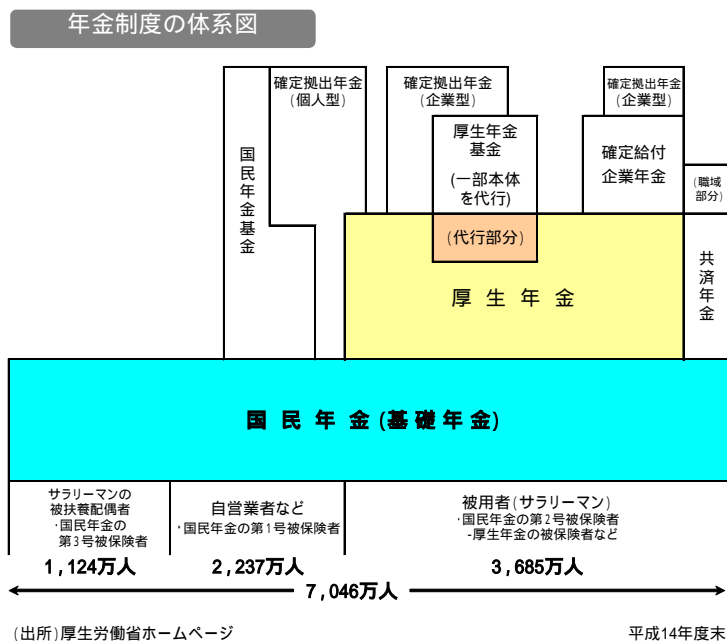 年金制度の体系図
確定拠出年金
(個人型)
確定拠出年金
(企業型)
確定拠出年金
(企業型)
国民年金基金
厚生年金
基金
(一部本体
を代行)
確定給付
企業年金
(職域
部分)
(代行部分)
厚生年金
共済年金
国民年金(基礎年金)
サラリーマンの
被扶養配偶者
・国民年金の
第3号被保険者
自営業者など
・国民年金の第1号被保険者
被用者(サラリーマン)
・国民年金の第2号被保険者
-厚生年金の被保険者など
1,124万人
2,237万人
3,685万人
7,046万人
(出所)厚生労働省ホームページ
平成14年度末